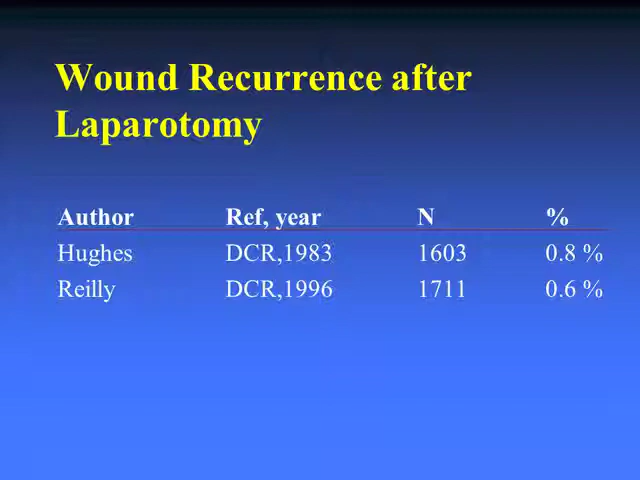 Wound Recurrence after
Laparotomy
Author Ref, year N %
Hughes DCR,1983 1603 0.8 %
Reilly DCR,1996 1711 0.6 %